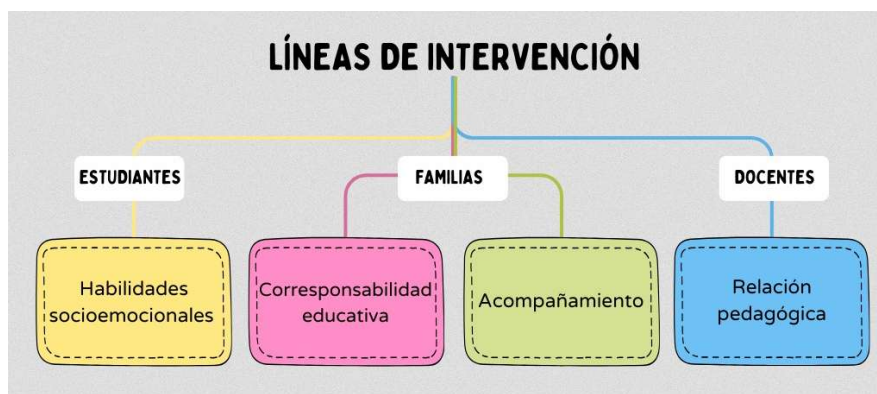 LÍNEAS DE INTERVENCIÓN
ESTUDIANTES
FAMILIAS
DOCENTES
Habilidades
socioemocionales
Corresponsabilidad
educativa
Acompañamiento
Relación
pedagógica